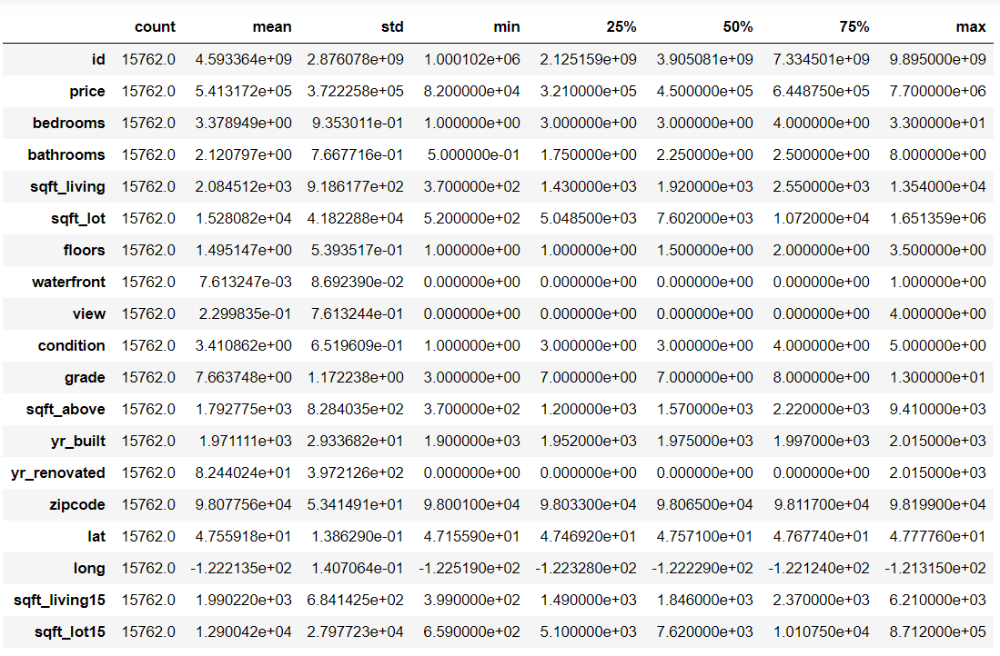 count mean std min 25% 50% 75% max
id 15762.0 4.593364e+09 2.876078e+09 1.000102e+06 2.125159e+09 3.905081e+09 7.334501e+09 9.895000e+09
price 15762.0 5.413172e+05 3.722258e+05 8.200000e+04 3.210000e+05 4.500000e+05 6.448750e+05 7.700000e+06
bedrooms 15762.0 3.378949e+00 9.353011e-01 1.000000e+00 3.000000e+00 3.000000e+00 4.000000e+00 3.300000e+01
bathrooms 15762.0 2.120797e+00 7.667716e-01 5.000000e-01 1.750000e+00 2.250000e+00 2.500000e+00 8.000000e+00
sqft_living 15762.0 2.084512e+03 9.186177e+02 3.700000e+02 1.430000e+03 1.920000e+03 2.550000e+03 1.354000e+04
sqft_lot 15762.0 1.528082e+04 4.182288e+04 5.200000e+02 5.048500e+03 7.602000e+03 1.072000e+04 1.651359e+06
floors 15762.0 1.495147e+00 5.393517e-01 1.000000e+00 1.000000e+00 1.500000e+00 2.000000e+00 3.500000e+00
waterfront 15762.0 7.613247e-03 8.692390e-02 0.000000e+00 0.000000e+00 0.000000e+00 0.000000e+00 1.000000e+00
view 15762.0 2.299835e-01 7.613244e-01 0.000000e+00 0.000000e+00 0.000000e+00 0.000000e+00 4.000000e+00
condition 15762.0 3.410862e+00 6.519609e-01 1.000000e+00 3.000000e+00 3.000000e+00 4.000000e+00 5.000000e+00
grade 15762.0 7.663748e+00 1.172238e+00 3.000000e+00 7.000000e+00 7.000000e+00 8.000000e+00 1.300000e+01
sqft_above 15762.0 1.792775e+03 8.284035e+02 3.700000e+02 1.200000e+03 1.570000e+03 2.220000e+03 9.410000e+03
yr_built 15762.0 1.971111e+03 2.933682e+01 1.900000e+03 1.952000e+03 1.975000e+03 1.997000e+03 2.015000e+03
yr_renovated 15762.0 8.244024e+01 3.972126e+02 0.000000e+00 0.000000e+00 0.000000e+00 0.000000e+00 2.015000e+03
zipcode 15762.0 9.807756e+04 5.341491e+01 9.800100e+04 9.803300e+04 9.806500e+04 9.811700e+04 9.819900e+04
lat 15762.0 4.755918e+01 1.386290e-01 4.715590e+01 4.746920e+01 4.757100e+01 4.767740e+01 4.777760e+01
long 15762.0 -1.222135e+02 1.407064e-01 -1.225190e+02 -1.223280e+02 -1.222290e+02 -1.221240e+02 -1.213150e+02
sqft_living15 15762.0 1.990220e+03 6.841425e+02 3.990000e+02 1.490000e+03 1.846000e+03 2.370000e+03 6.210000e+03
sqft_lot15 15762.0 1.290042e+04 2.797723e+04 6.590000e+02 5.100000e+03 7.620000e+03 1.010750e+04 8.712000e+05